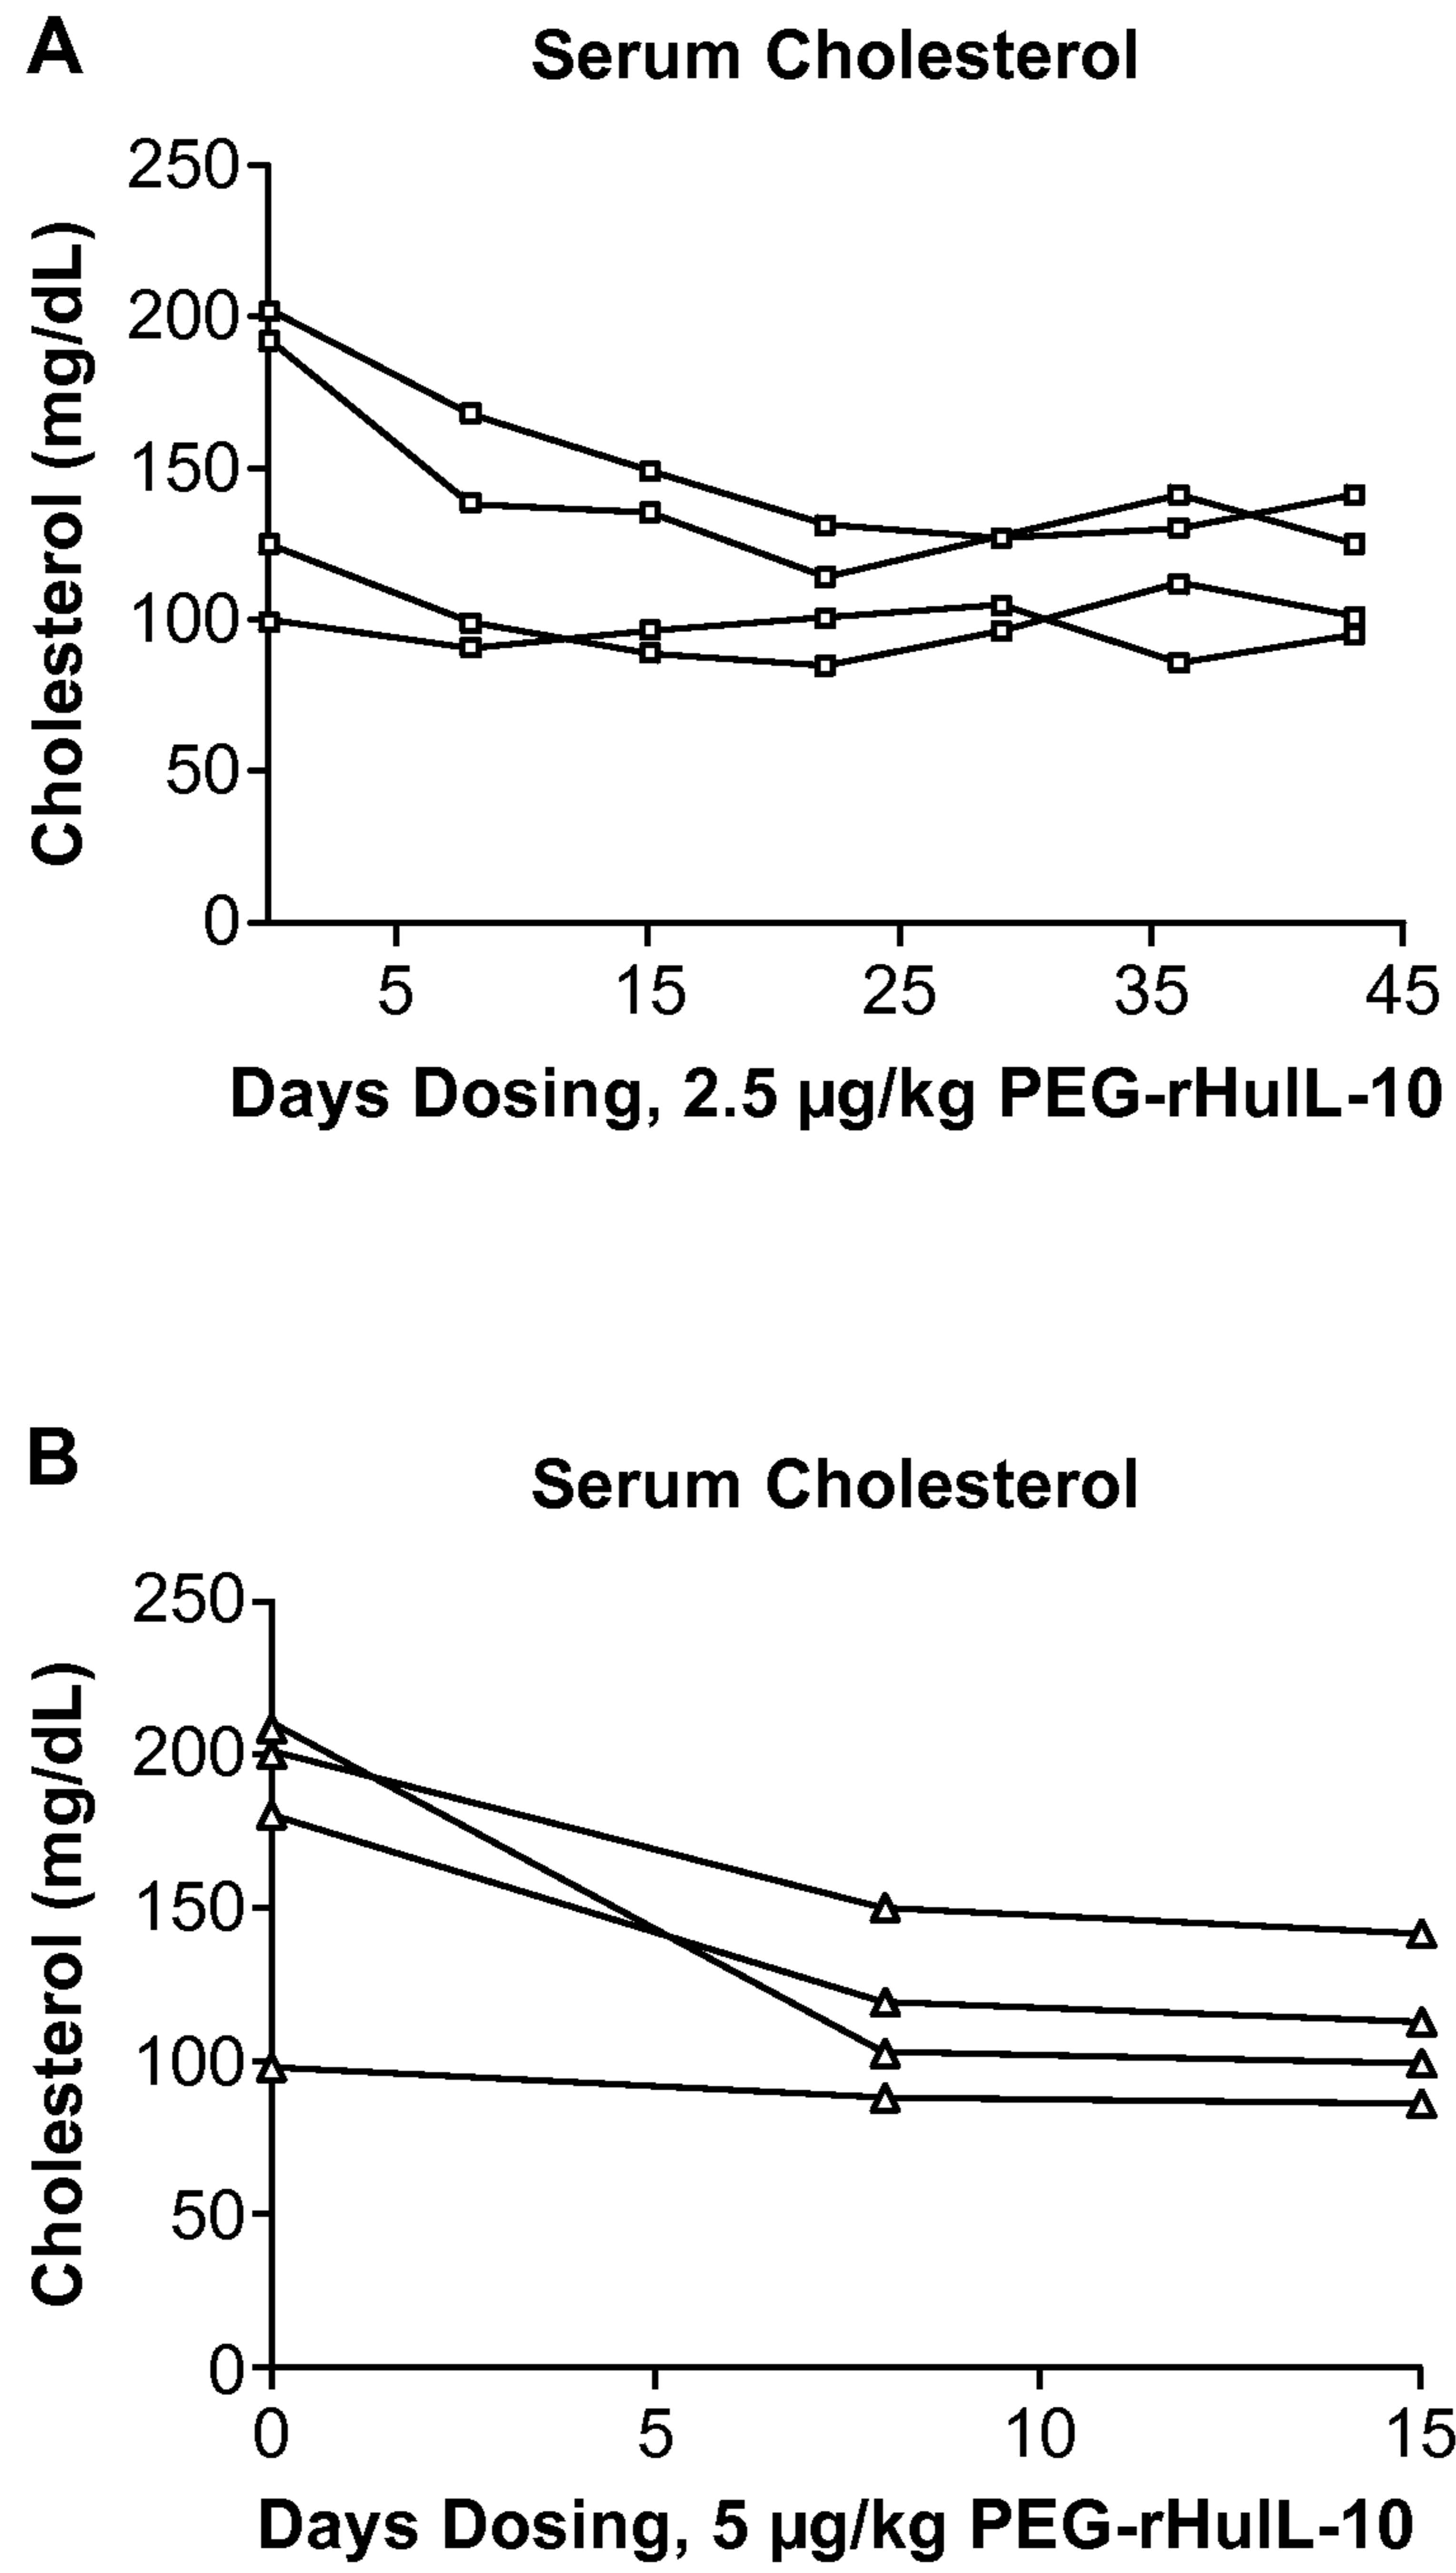 A
Serum Cholesterol
Cholesterol (mg/dL)
250
200
150
100
50
0
5 15 25 35 45
Days Dosing, 2.5 µg/kg PEG-rHuIL-10
B
Serum Cholesterol
Cholesterol (mg/dL)
250
200
150
100
50
0
0 5 10 15
Days Dosing, 5 µg/kg PEG-rHuIL-10